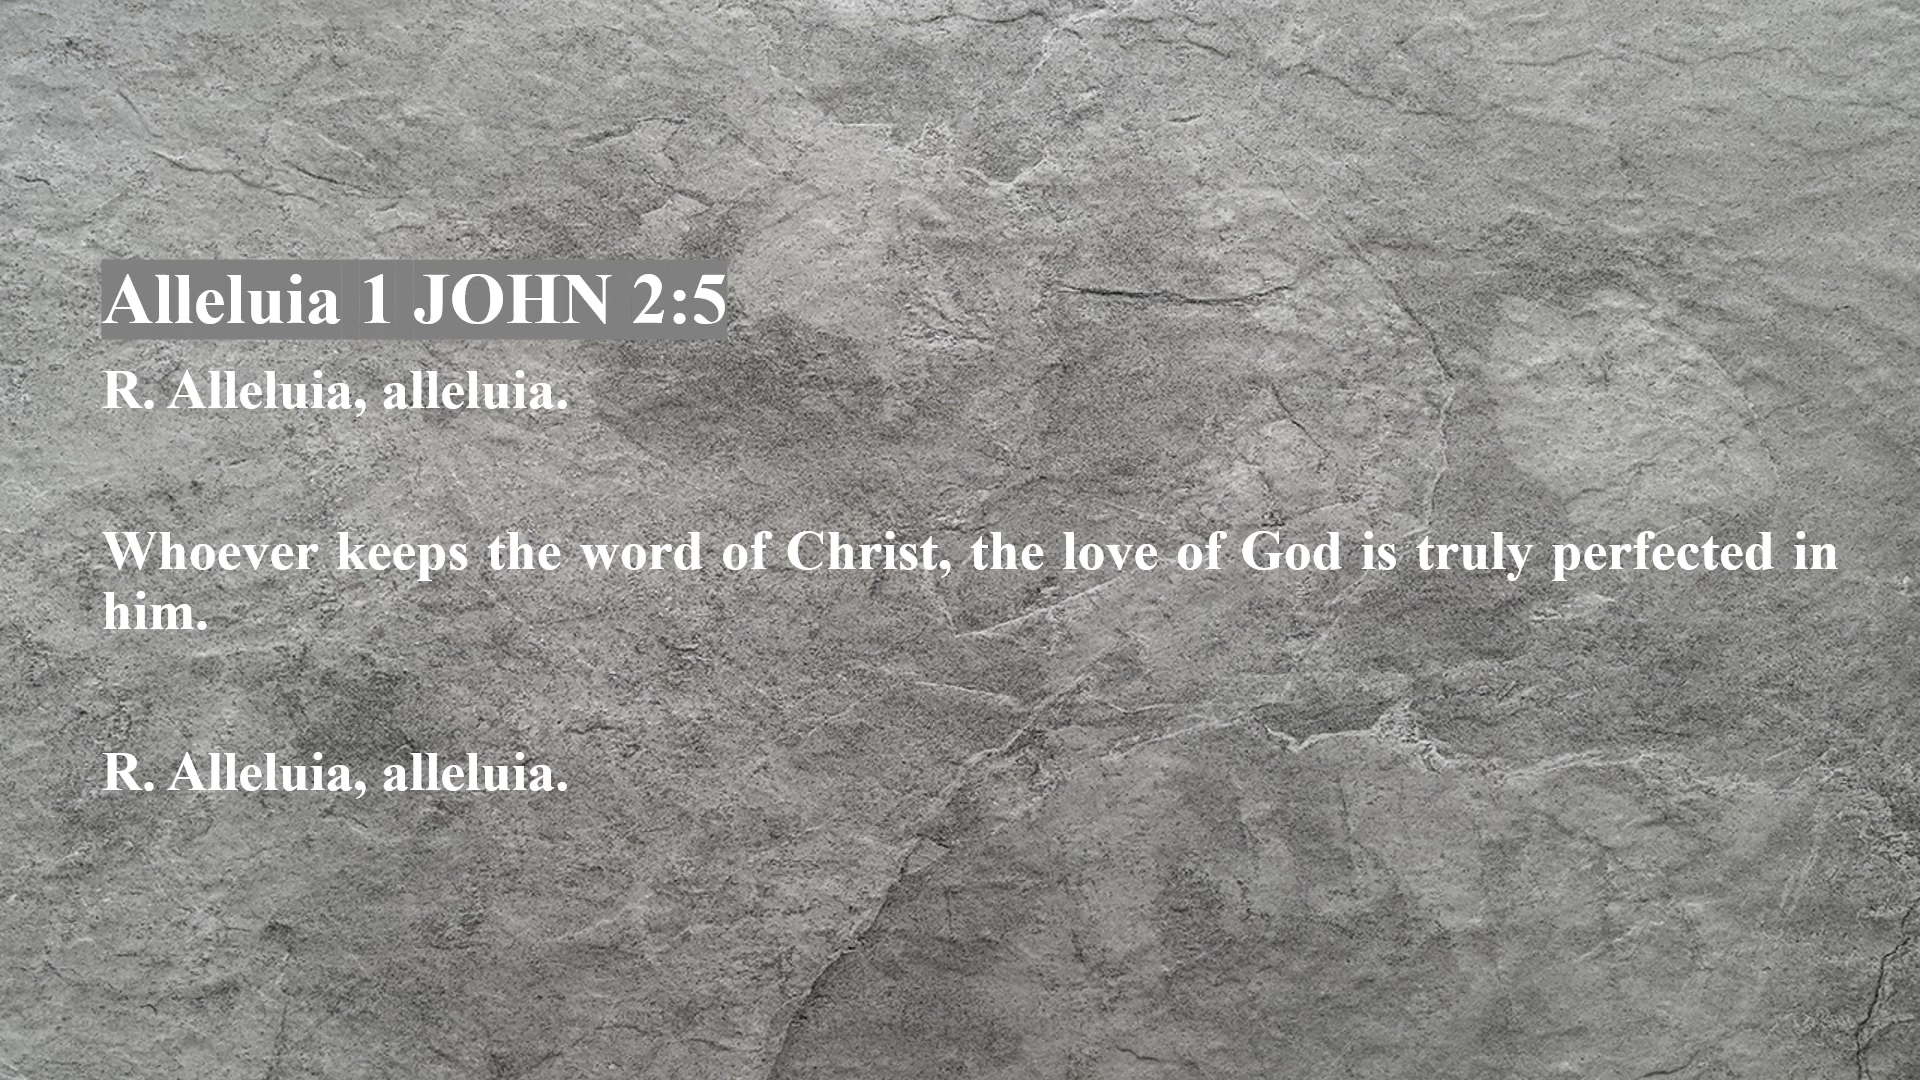 Alleluia 1 JOHN 2:5
R. Alleluia, alleluia.
Whoever keeps the word of Christ, the love of God is truly perfected in
him.
R. Alleluia, alleluia.